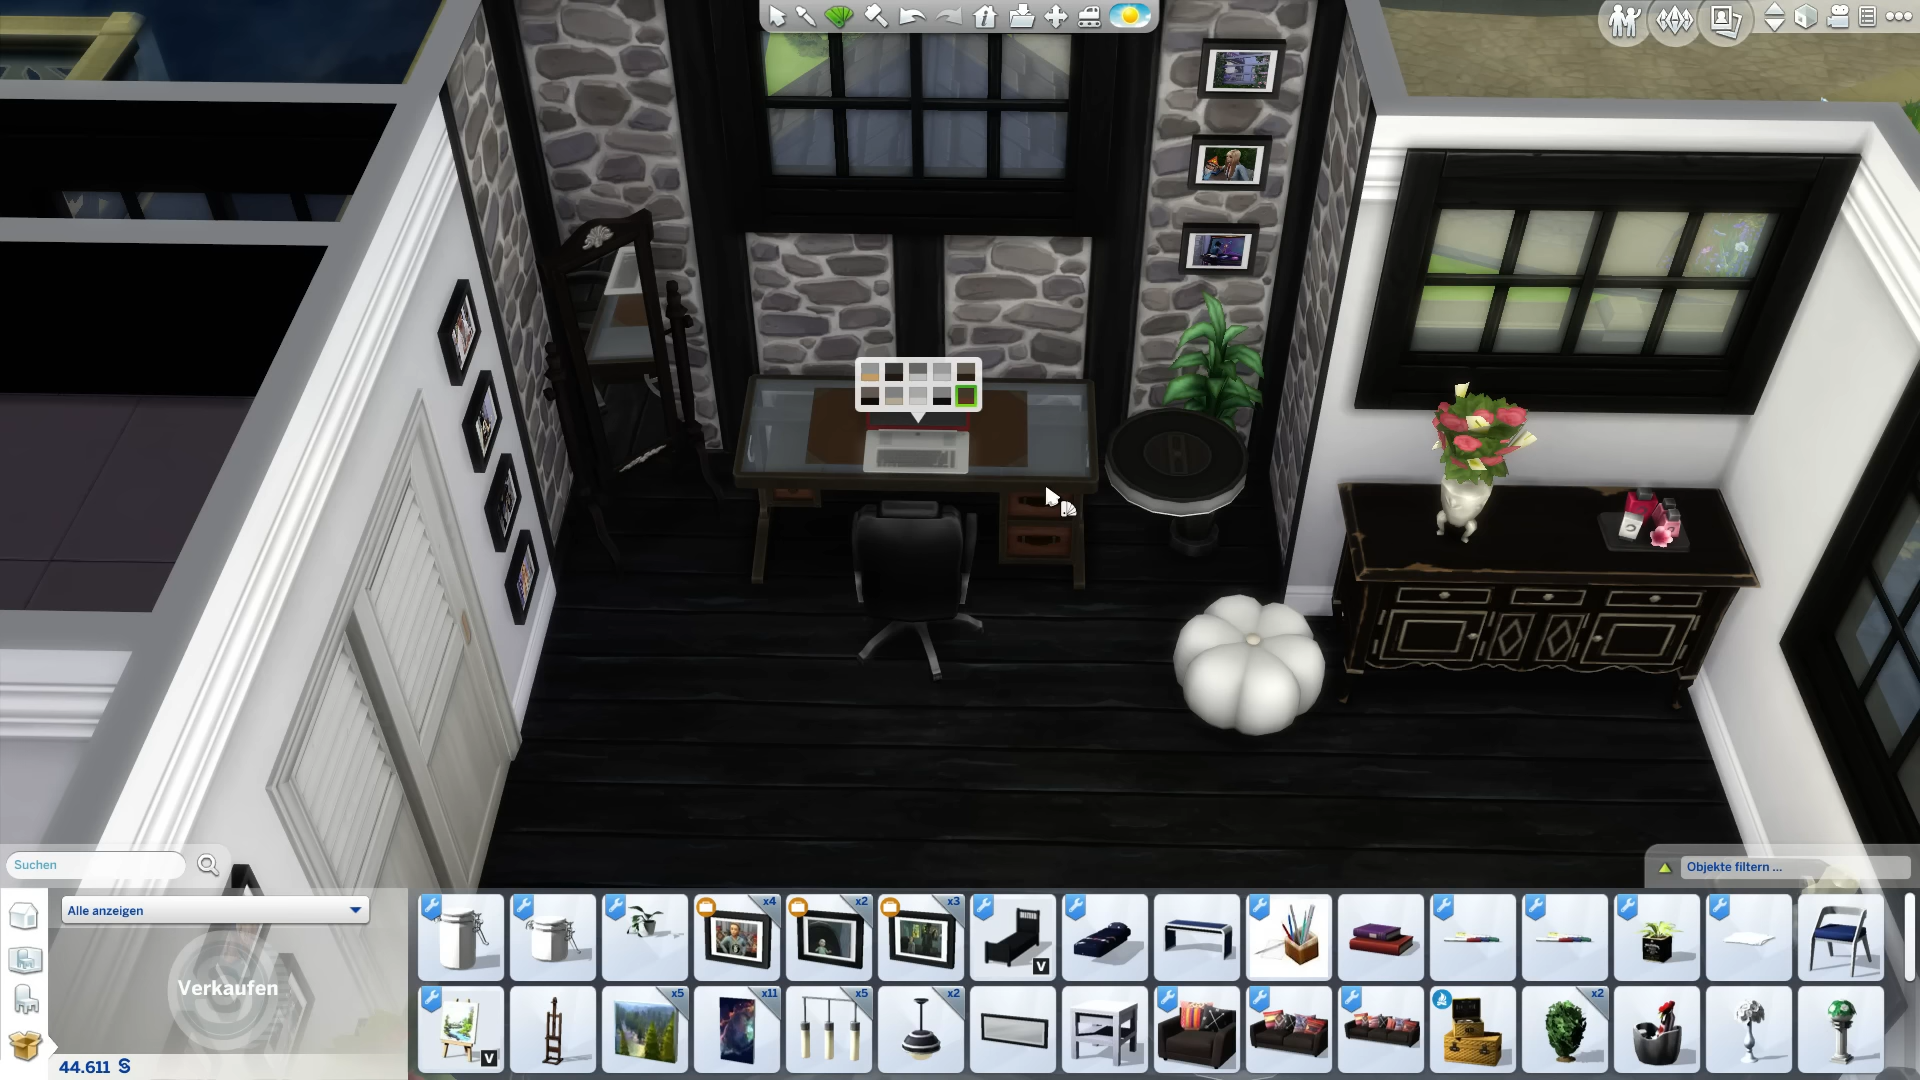 Suchen
Objekte filtern ...
Alle anzeigen
x4
x2
x3
V
Verkaufen
x5
x11
x5
x2
x2
V
44.611 §